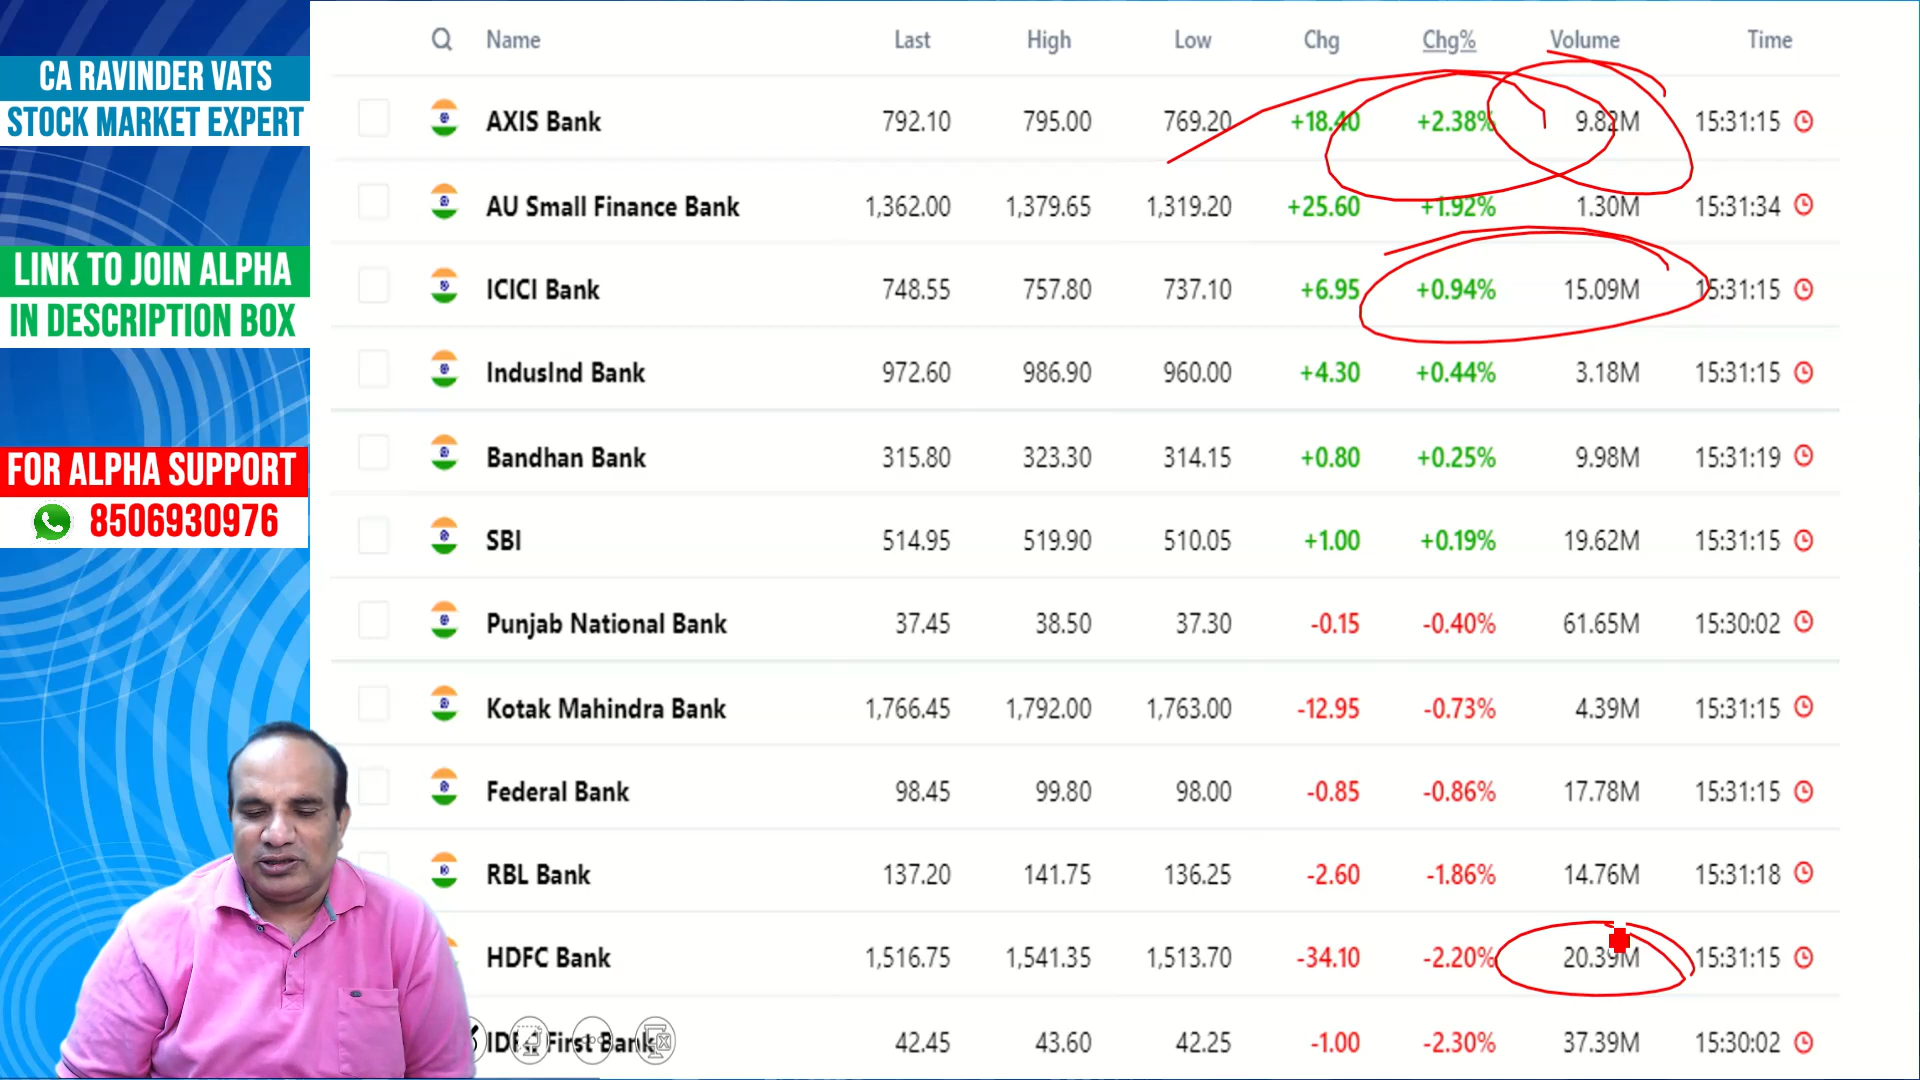 CA RAVINDER VATS
STOCK MARKET EXPERT
LINK TO JOIN ALPHA
IN DESCRIPTION BOX
FOR ALPHA SUPPORT
8506930976
Name Last High Low Chg Chg% Volume Time
AXIS Bank 792.10 795.00 769.20 +18.40 +2.38% 9.82M 15:31:15
AU Small Finance Bank 1,362.00 1,379.65 1,319.20 +25.60 +1.92% 1.30M 15:31:34
ICICI Bank 748.55 757.80 737.10 +6.95 +0.94% 15.09M 15:31:15
IndusInd Bank 972.60 986.90 960.00 +4.30 +0.44% 3.18M 15:31:15
Bandhan Bank 315.80 323.30 314.15 +0.80 +0.25% 9.98M 15:31:19
SBI 514.95 519.90 510.05 +1.00 +0.19% 19.62M 15:31:15
Punjab National Bank 37.45 38.50 37.30 -0.15 -0.40% 61.65M 15:30:02
Kotak Mahindra Bank 1,766.45 1,792.00 1,763.00 -12.95 -0.73% 4.39M 15:31:15
Federal Bank 98.45 99.80 98.00 -0.85 -0.86% 17.78M 15:31:15
RBL Bank 137.20 141.75 136.25 -2.60 -1.86% 14.76M 15:31:18
HDFC Bank 1,516.75 1,541.35 1,513.70 -34.10 -2.20% 20.39M 15:31:15
First Bank 42.45 43.60 42.25 -1.00 -2.30% 37.39M 15:30:02